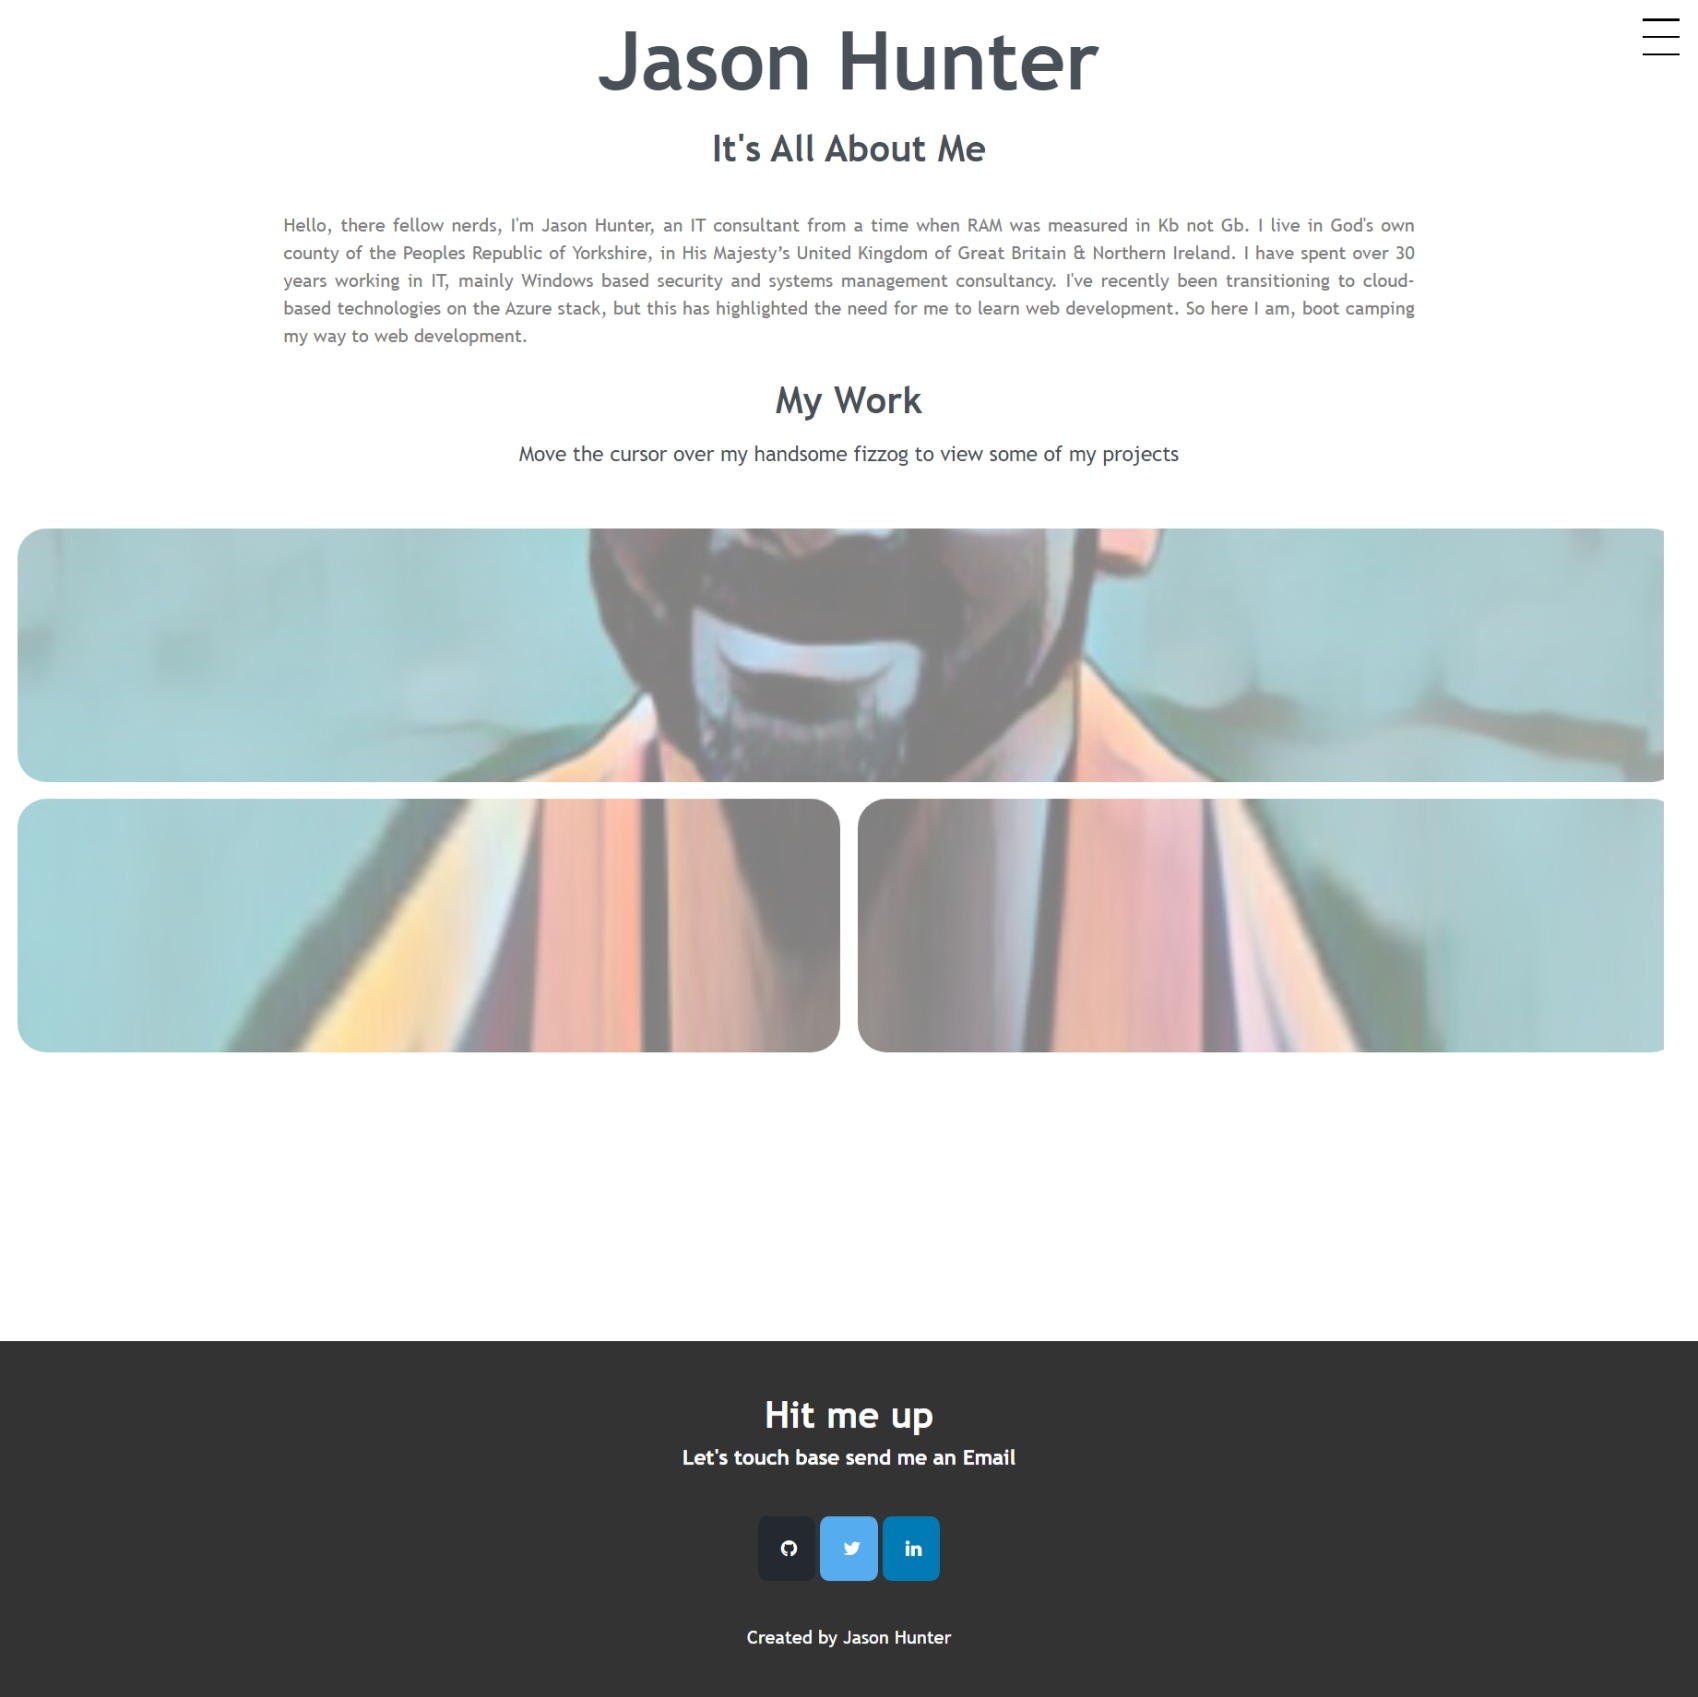 Jason Hunter
It's All About Me
Hello, there fellow nerds, I'm Jason Hunter, an IT consultant from a time when RAM was measured in Kb not Gb. I live in God's own
county of the Peoples Republic of Yorkshire, in His Majesty’s United Kingdom of Great Britain & Northern Ireland. I have spent over 30
years working in IT, mainly Windows based security and systems management consultancy. I've recently been transitioning to cloud-
based technologies on the Azure stack, but this has highlighted the need for me to learn web development. So here I am, boot camping
my way to web development.
My Work
Move the cursor over my handsome fizzog to view some of my projects
Hit me up
Let's touch base send me an Email
in
Created by Jason Hunter